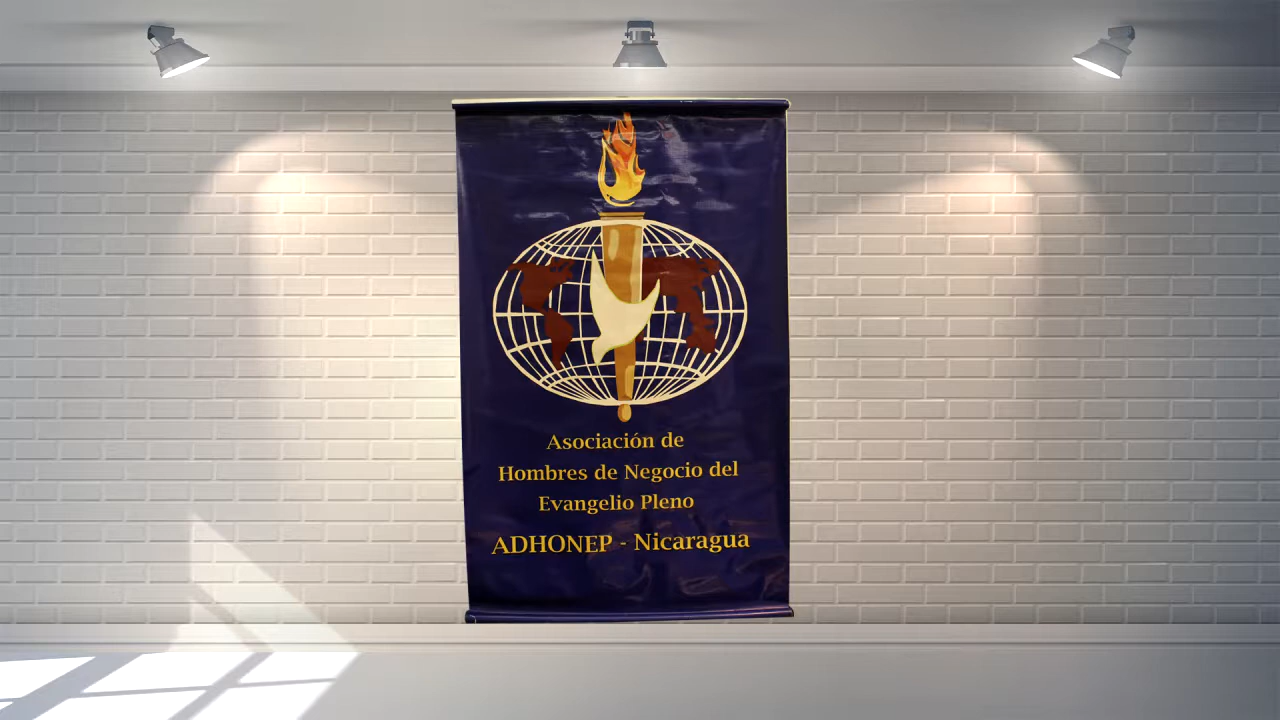 Asociación de
Hombres de Negocio del
Evangelio Pleno
ADHONEP - Nicaragua